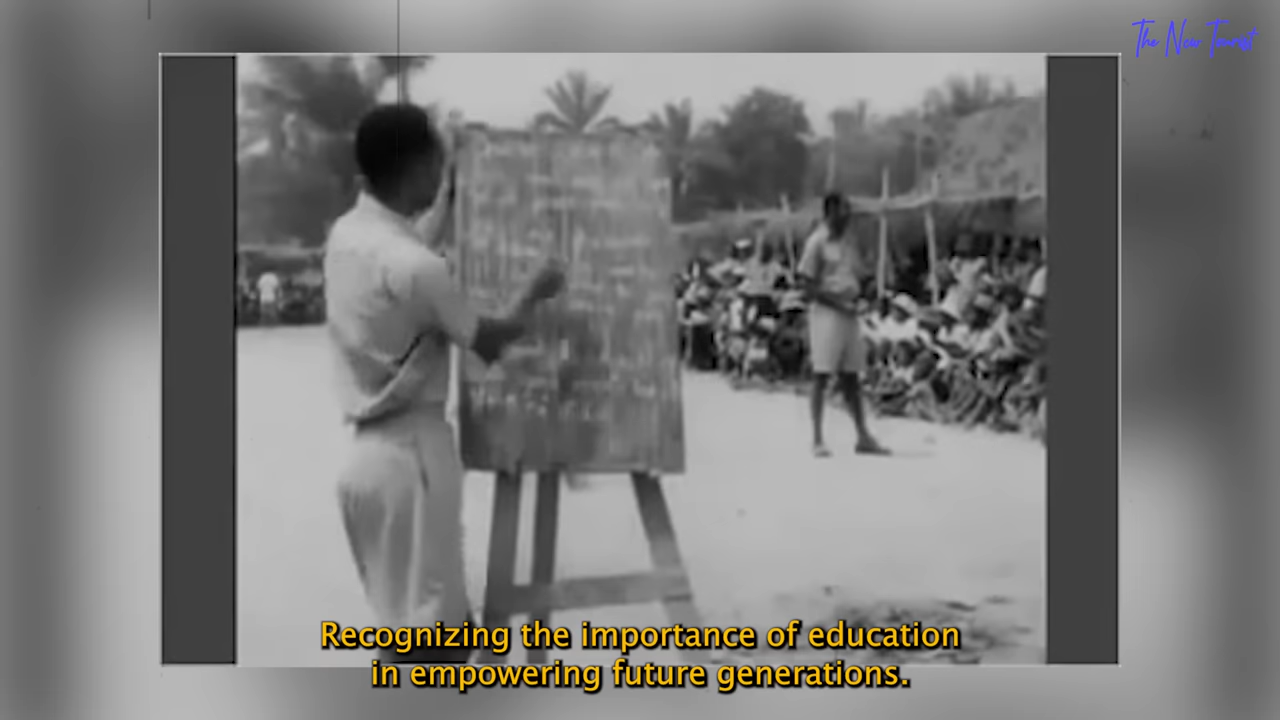 The New Tourist
Recognizing the importance of education
in empowering future generations.